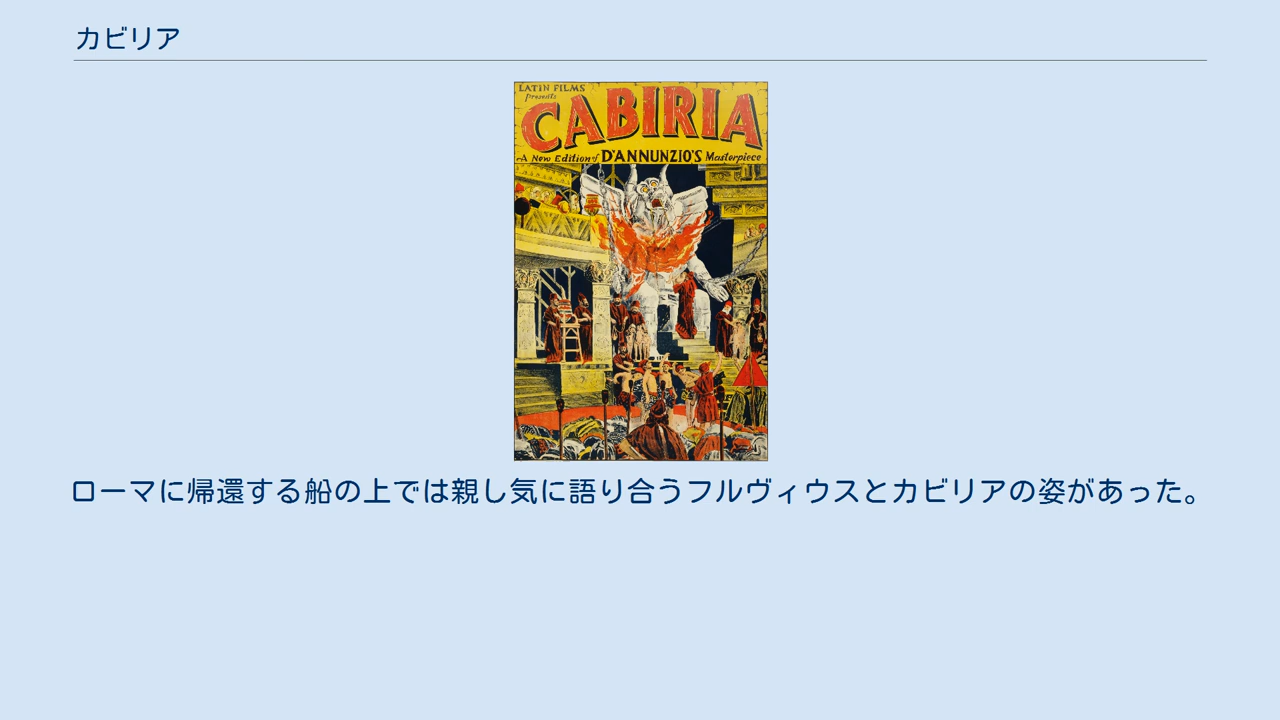 カビリア
LATIN FILMS
presents
CABIRIA
A New Edition of D'ANNUNZIO'S Masterpiece
ローマに帰還する船の上では親し気に語り合うフルヴィウスとカビリアの姿があった。